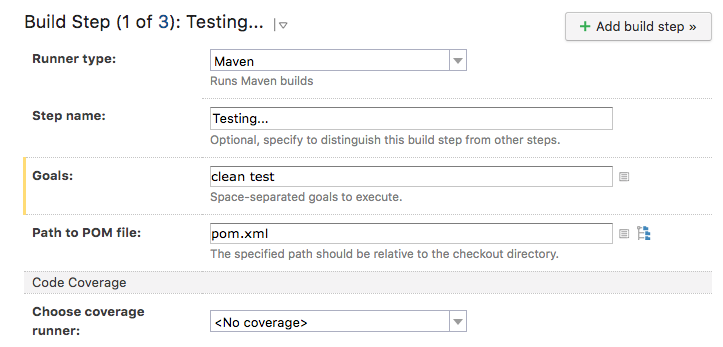 Build Step (1 of 3): Testing...
+ Add build step »
Runner type:
Maven
Runs Maven builds
Step name:
Testing...
Optional, specify to distinguish this build step from other steps.
Goals:
clean test
Space-separated goals to execute.
Path to POM file:
pom.xml
The specified path should be relative to the checkout directory.
Code Coverage
Choose coverage
runner:
<No coverage>